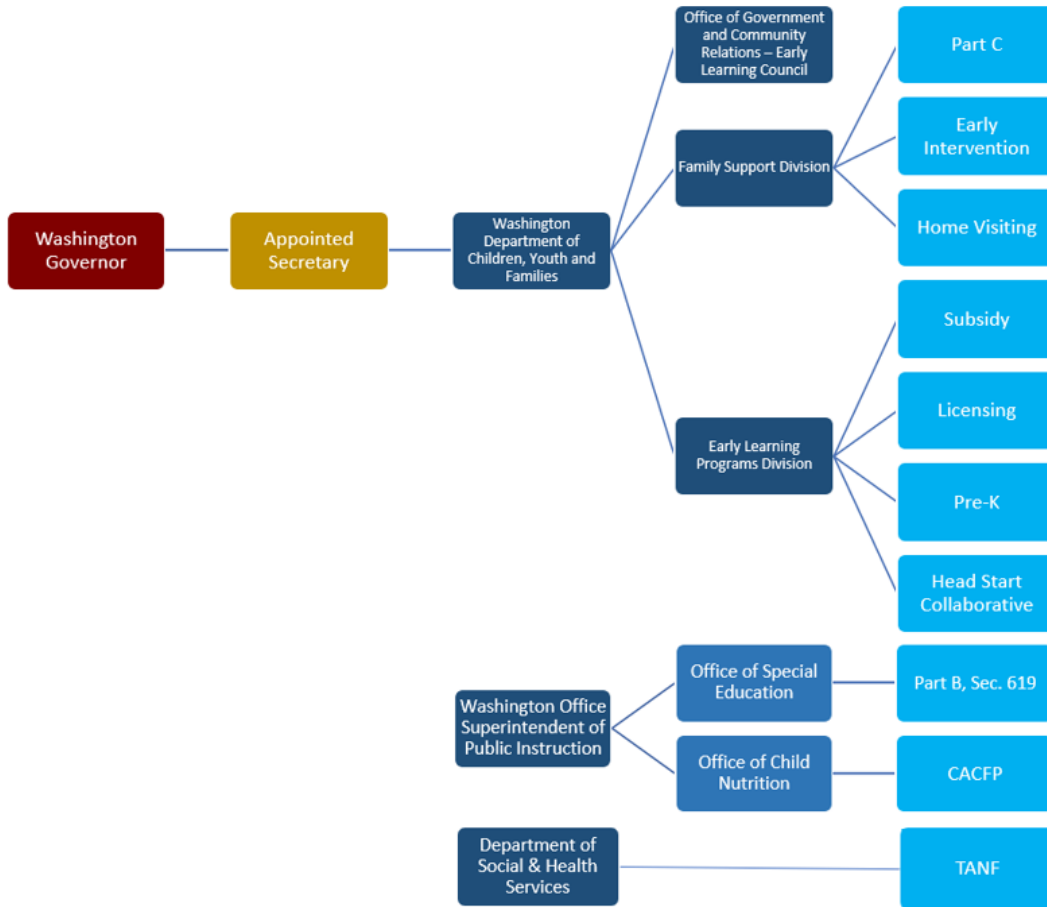 Washington
Governor
Appointed
Secretary
Washington
Department of
Children, Youth and
Families
Office of Government
and Community
Relations – Early
Learning Council
Family Support Division
Part C
Early
Intervention
Home Visiting
Early Learning
Programs Division
Subsidy
Licensing
Pre-K
Head Start
Collaborative
Washington Office
Superintendent of
Public Instruction
Office of Special
Education
Part B, Sec. 619
Office of Child
Nutrition
CACFP
Department of
Social & Health
Services
TANF